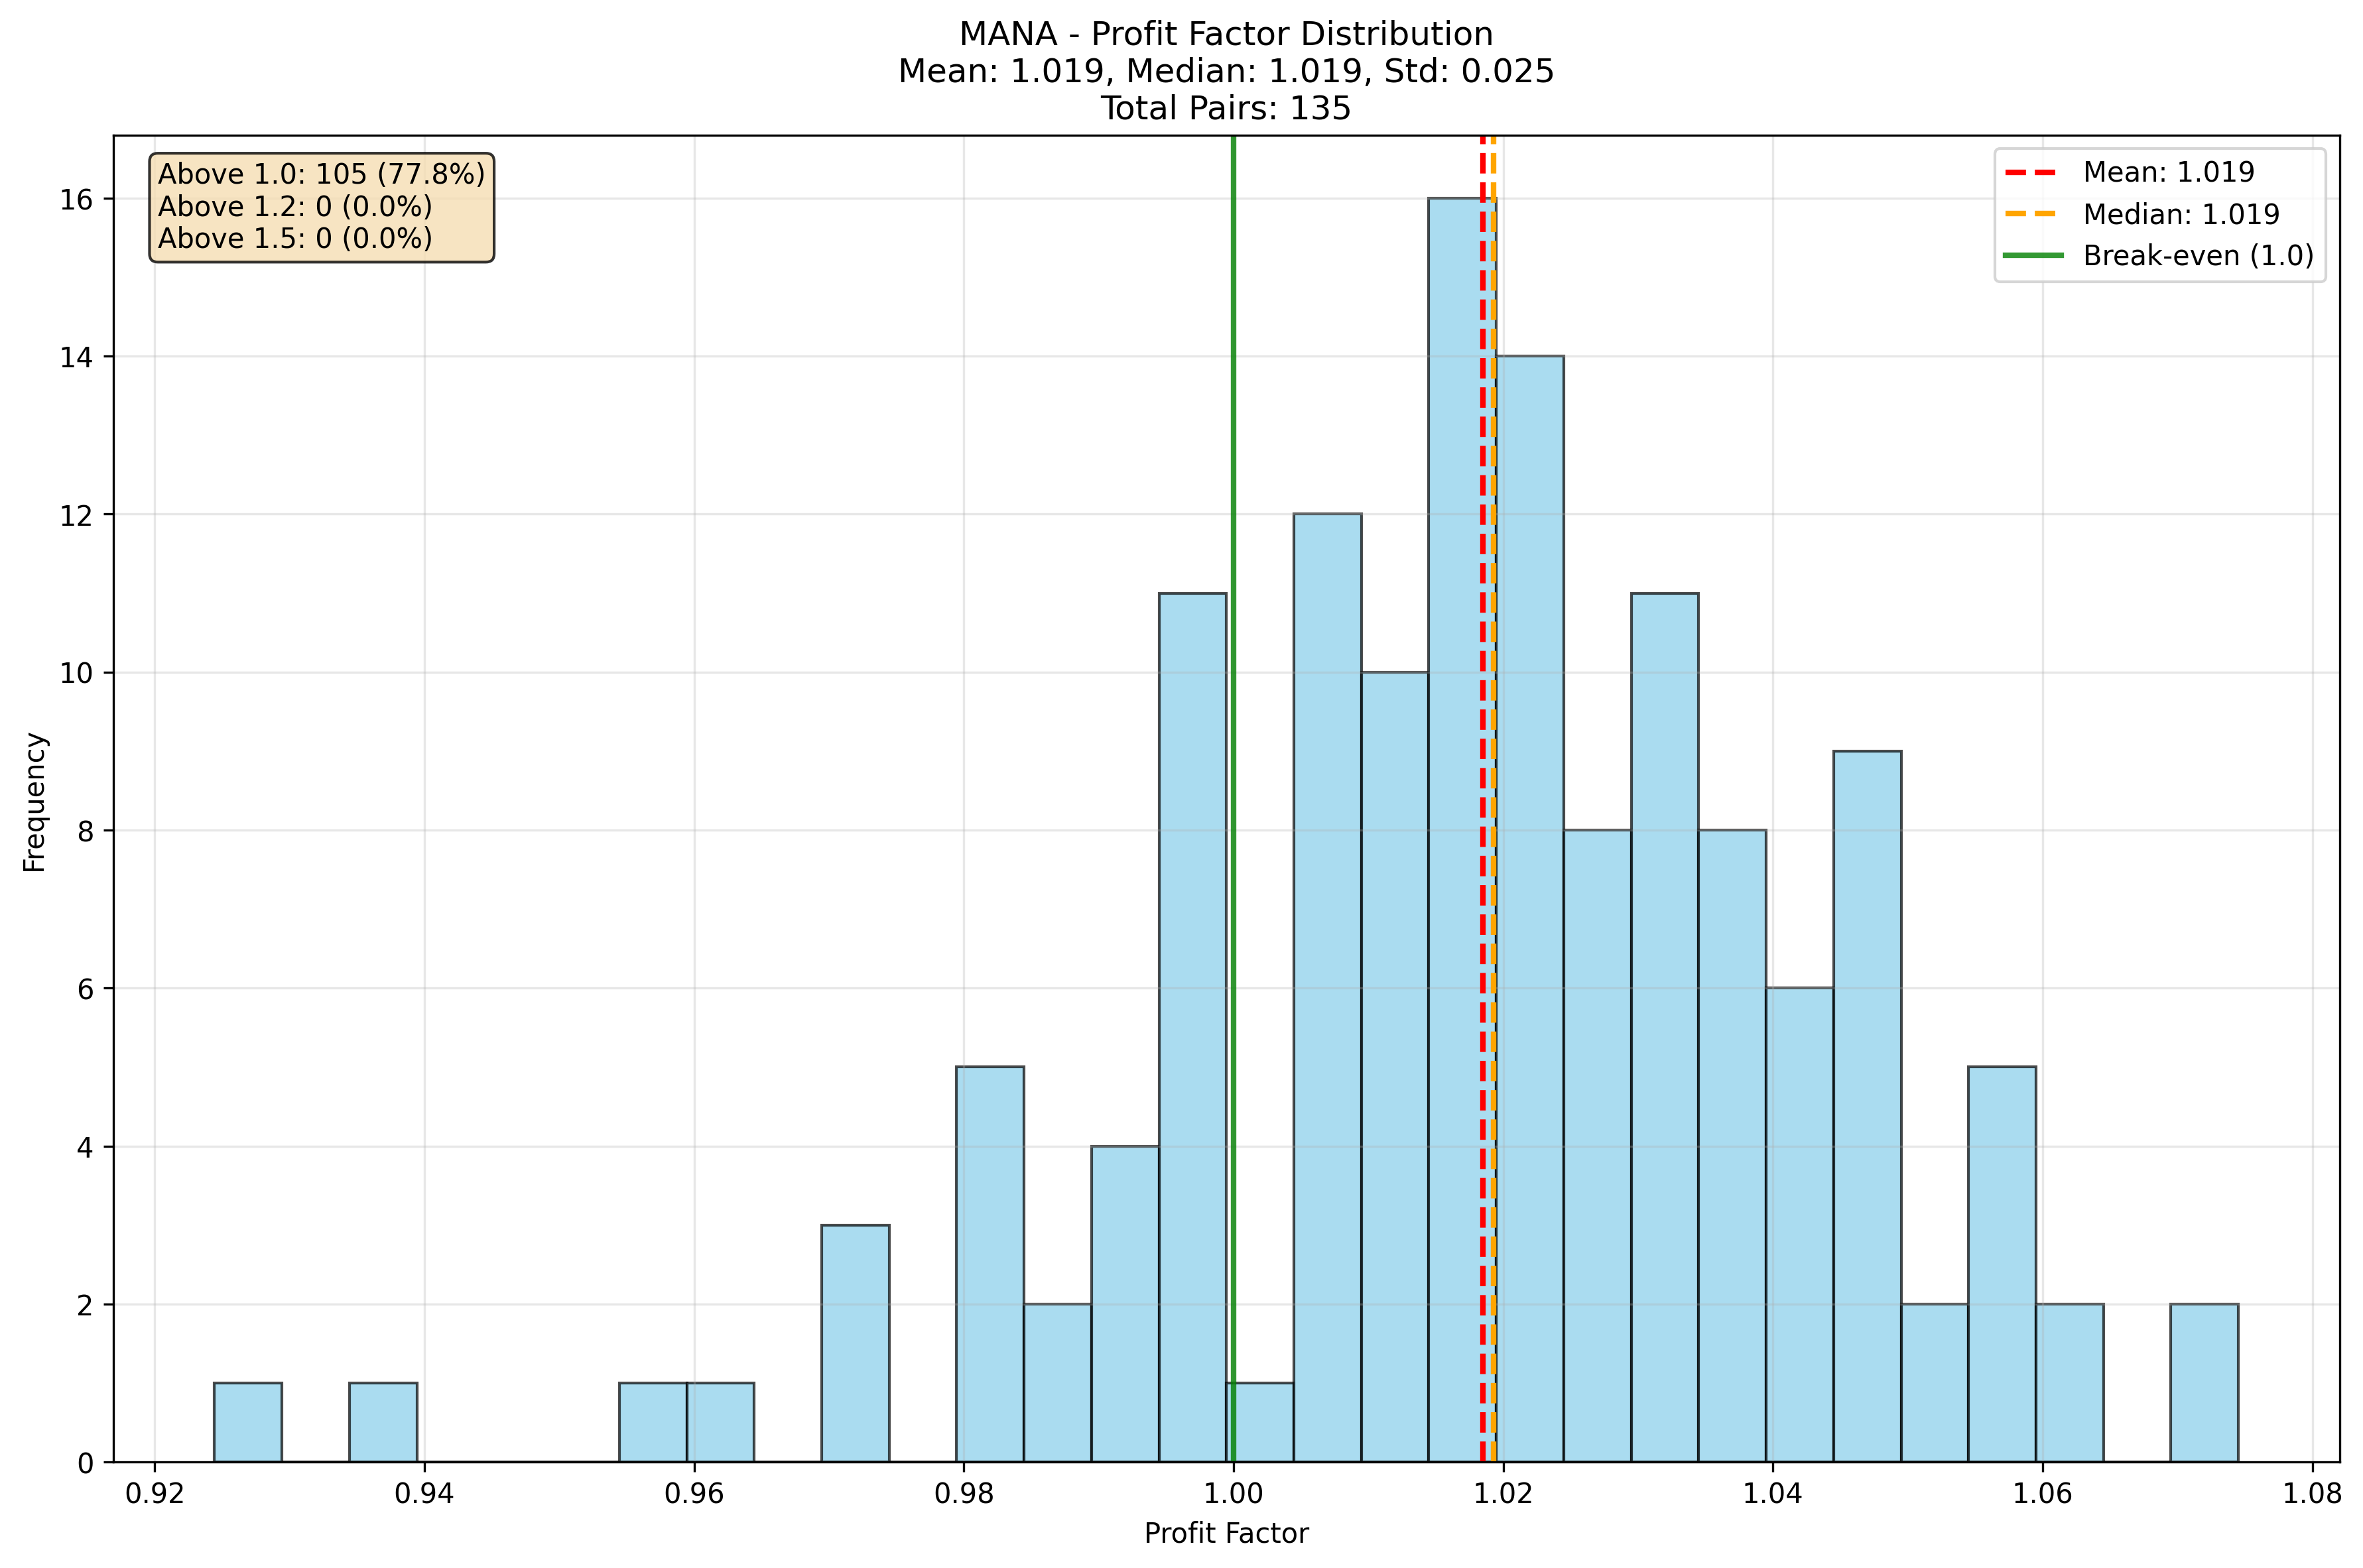 MANA - Profit Factor Distribution
Mean: 1.019, Median: 1.019, Std: 0.025
Total Pairs: 135
Above 1.0: 105 (77.8%)
Above 1.2: 0 (0.0%)
Above 1.5: 0 (0.0%)
Mean: 1.019
Median: 1.019
Break-even (1.0)
16
14
12
10
8
6
4
2
0
Frequency
0.92 0.94 0.96 0.98 1.00 1.02 1.04 1.06 1.08
Profit Factor